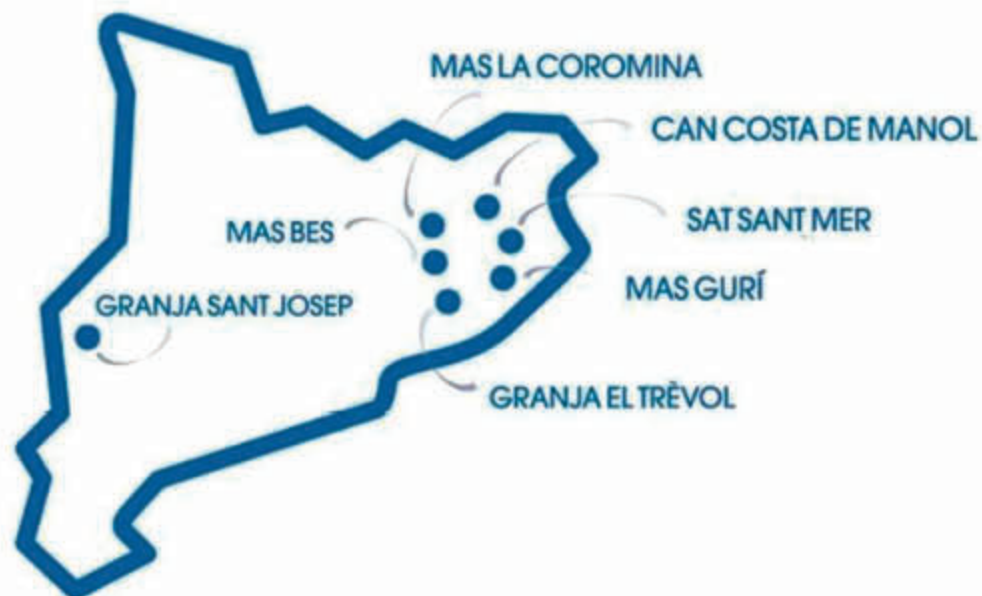 MAS LA COROMINA
CAN COSTA DE MANOL
SAT SANT MER
MAS BES
MAS GURÍ
GRANJA SANT JOSEP
GRANJA EL TRÈVOL